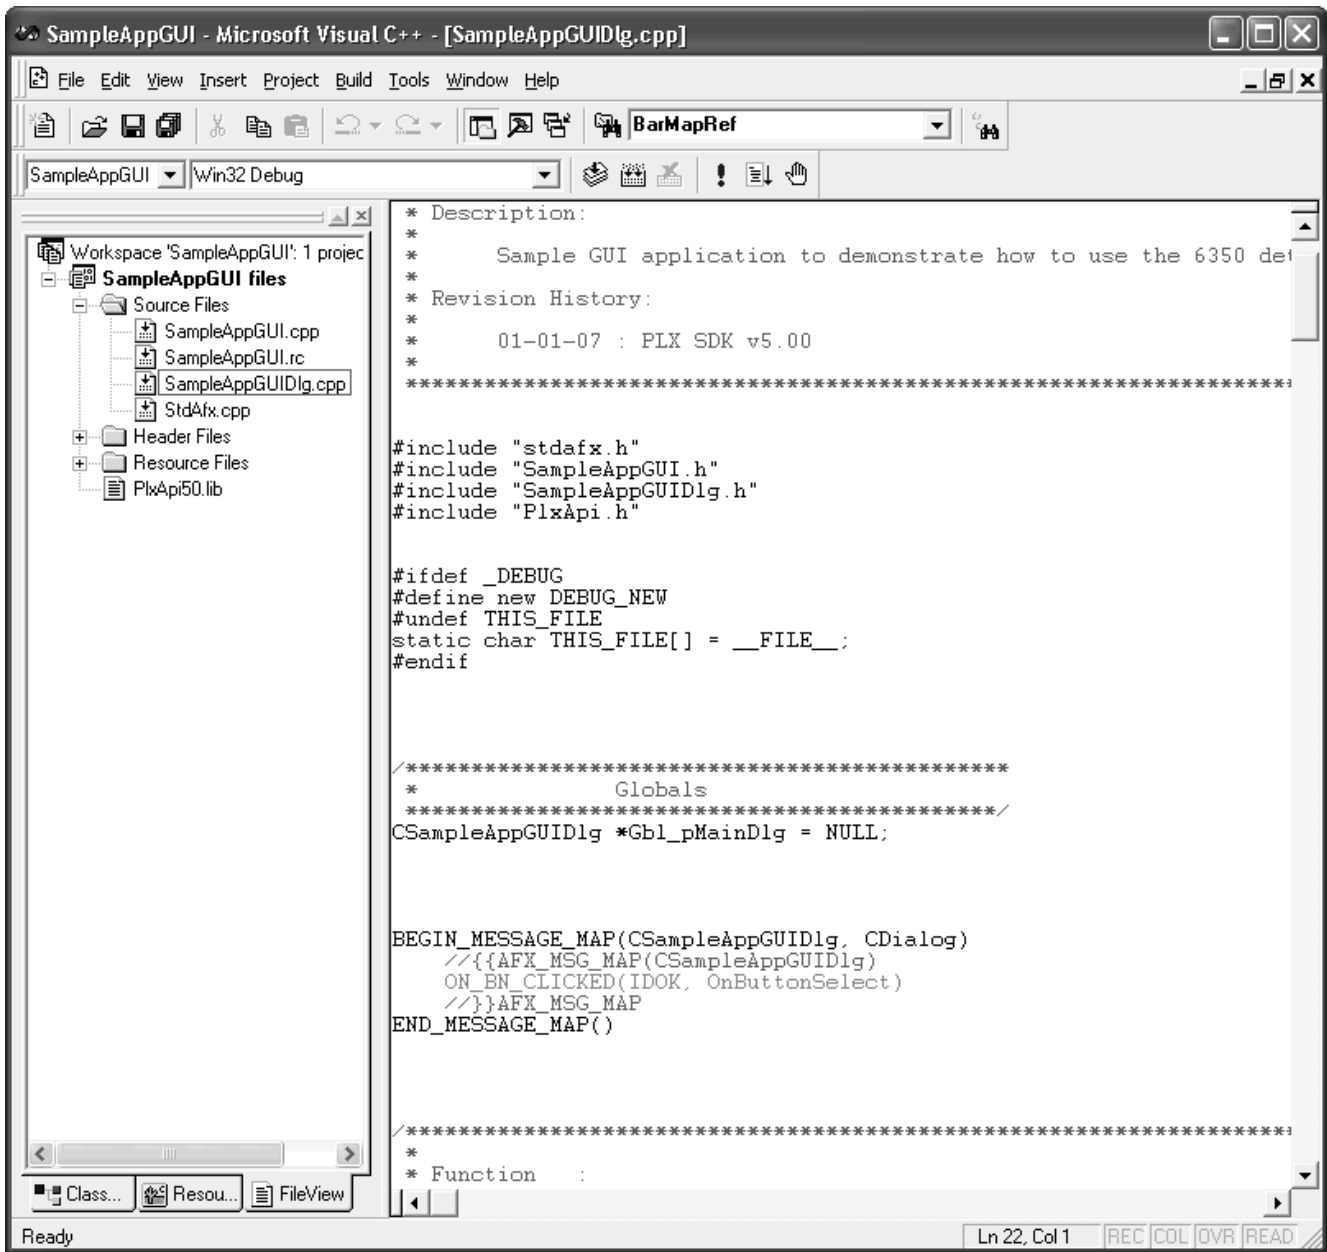 SampleAppGUI - Microsoft Visual C++ - [SampleAppGUIDlg.cpp]
File Edit View Insert Project Build Tools Window Help
BarMapRef
SampleAppGUI Win32 Debug
Workspace 'SampleAppGUI': 1 projec
SampleAppGUI files
Source Files
SampleAppGUI.cpp
SampleAppGUI.rc
SampleAppGUIDlg.cpp
StdAfx.cpp
Header Files
Resource Files
PlxApi50.lib
Class... Resou... FileView
* Description:
*
* Sample GUI application to demonstrate how to use the 6350 det
*
* Revision History:
*
* 01-01-07 : PLX SDK v5.00
*
********************************************************************
#include "stdafx.h"
#include "SampleAppGUI.h"
#include "SampleAppGUIDlg.h"
#include "PlxApi.h"
#ifdef _DEBUG
#define new DEBUG_NEW
#undef THIS_FILE
static char THIS_FILE[] = __FILE__;
#endif
/**********************************************
* Globals
*********************************************/
CSampleAppGUIDlg *Gbl_pMainDlg = NULL;
BEGIN_MESSAGE_MAP(CSampleAppGUIDlg, CDialog)
//{{AFX_MSG_MAP(CSampleAppGUIDlg)
ON_BN_CLICKED(IDOK, OnButtonSelect)
//}}AFX_MSG_MAP
END_MESSAGE_MAP()
/********************************************************************
*
* Function :
Ready Ln 22, Col 1 REC COL OVR READ